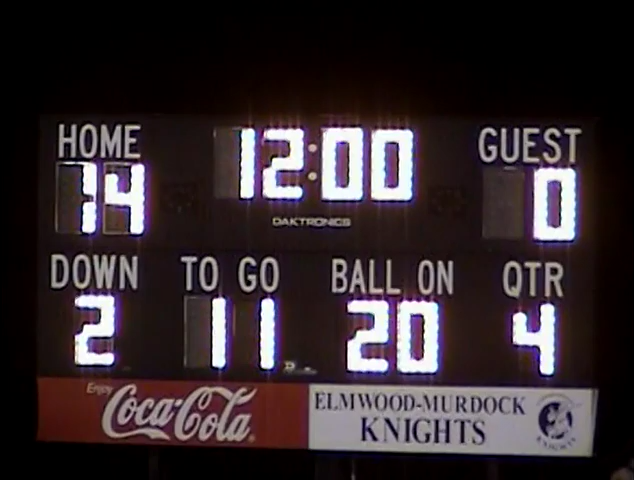 HOME 12:00 GUEST
14 0
DAKTRONICS
DOWN TO GO BALL ON QTR
2 11 20 4
Enjoy
Coca-Cola
ELMWOOD-MURDOCK
KNIGHTS
KNIGHTS